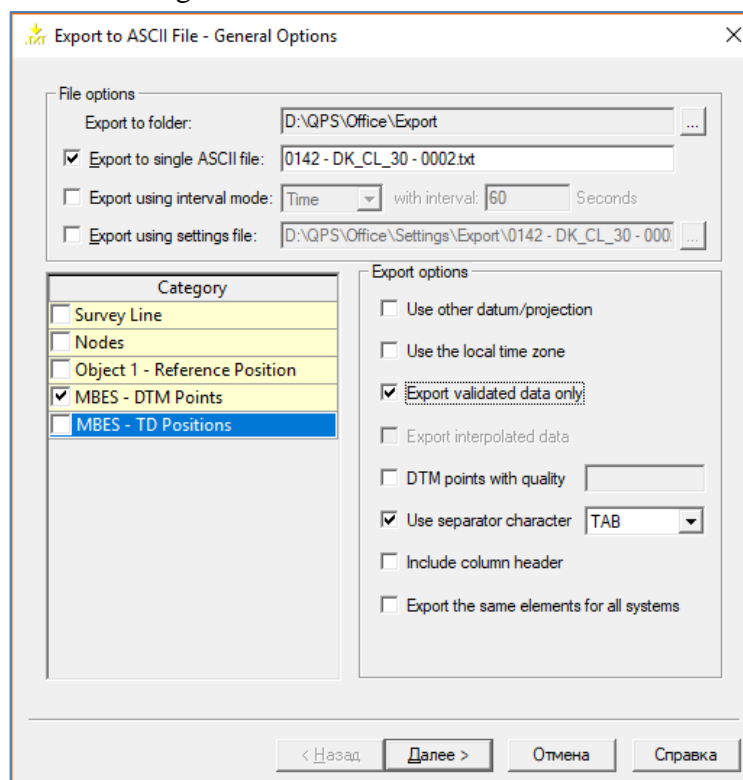 .TXT Export to ASCII File - General Options
File options
Export to folder: D:\QPS\Office\Export ...
Export to single ASCII file: 0142 - DK_CL_30 - 0002.txt
Export using interval mode: Time with interval: 60 Seconds
Export using settings file: D:\QPS\Office\Settings\Export\0142 - DK_CL_30 - 000. ...
Category
Survey Line
Nodes
Object 1 - Reference Position
MBES - DTM Points
MBES - TD Positions
Export options
Use other datum/projection
Use the local time zone
Export validated data only
Export interpolated data
DTM points with quality
Use separator character TAB
Include column header
Export the same elements for all systems
< Назад Далее > Отмена Справка